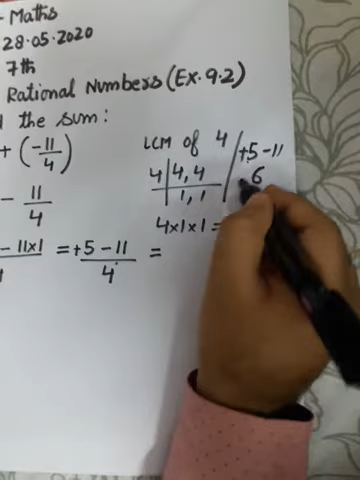 - Maths
28.05.2020
7th
Rational Numbers (Ex.9.2)
the sum:
+ (-11/4)
LCM of 4
4 | 4, 4
1, 1
4×1×1 =
+5 - 11
6
- 11/4
- 11×1 = +5 - 11/4 =